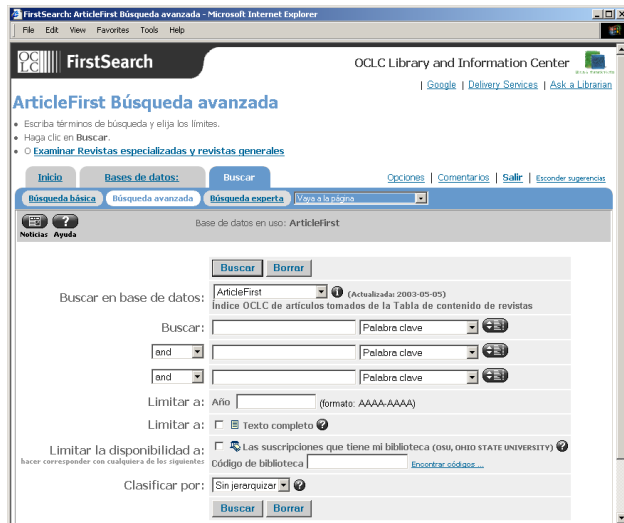 FirstSearch: ArticleFirst Búsqueda avanzada - Microsoft Internet Explorer
File Edit View Favorites Tools Help
OCLC FirstSearch
OCLC Library and Information Center
Google | Delivery Services | Ask a Librarian
ArticleFirst Búsqueda avanzada
Escriba términos de búsqueda y elija los límites.
Haga clic en Buscar.
Examinar Revistas especializadas y revistas generales
Inicio Bases de datos: Buscar
Opciones | Comentarios | Salir | Esconder sugerencias
Búsqueda básica Búsqueda avanzada Búsqueda experta Vaya a la página
Noticias Ayuda
Base de datos en uso: ArticleFirst
Buscar Borrar
Buscar en base de datos: ArticleFirst (Actualizada: 2003-05-05)
Índice OCLC de artículos tomados de la Tabla de contenido de revistas
Buscar: Palabra clave
and Palabra clave
and Palabra clave
Limitar a: Año (formato: AAAA-AAAA)
Limitar a: Texto completo
Limitar la disponibilidad a: Las suscripciones que tiene mi biblioteca (OSU, OHIO STATE UNIVERSITY)
hacer corresponder con cualquiera de los siguientes Código de biblioteca Encontrar códigos ...
Clasificar por: Sin jerarquizar
Buscar Borrar